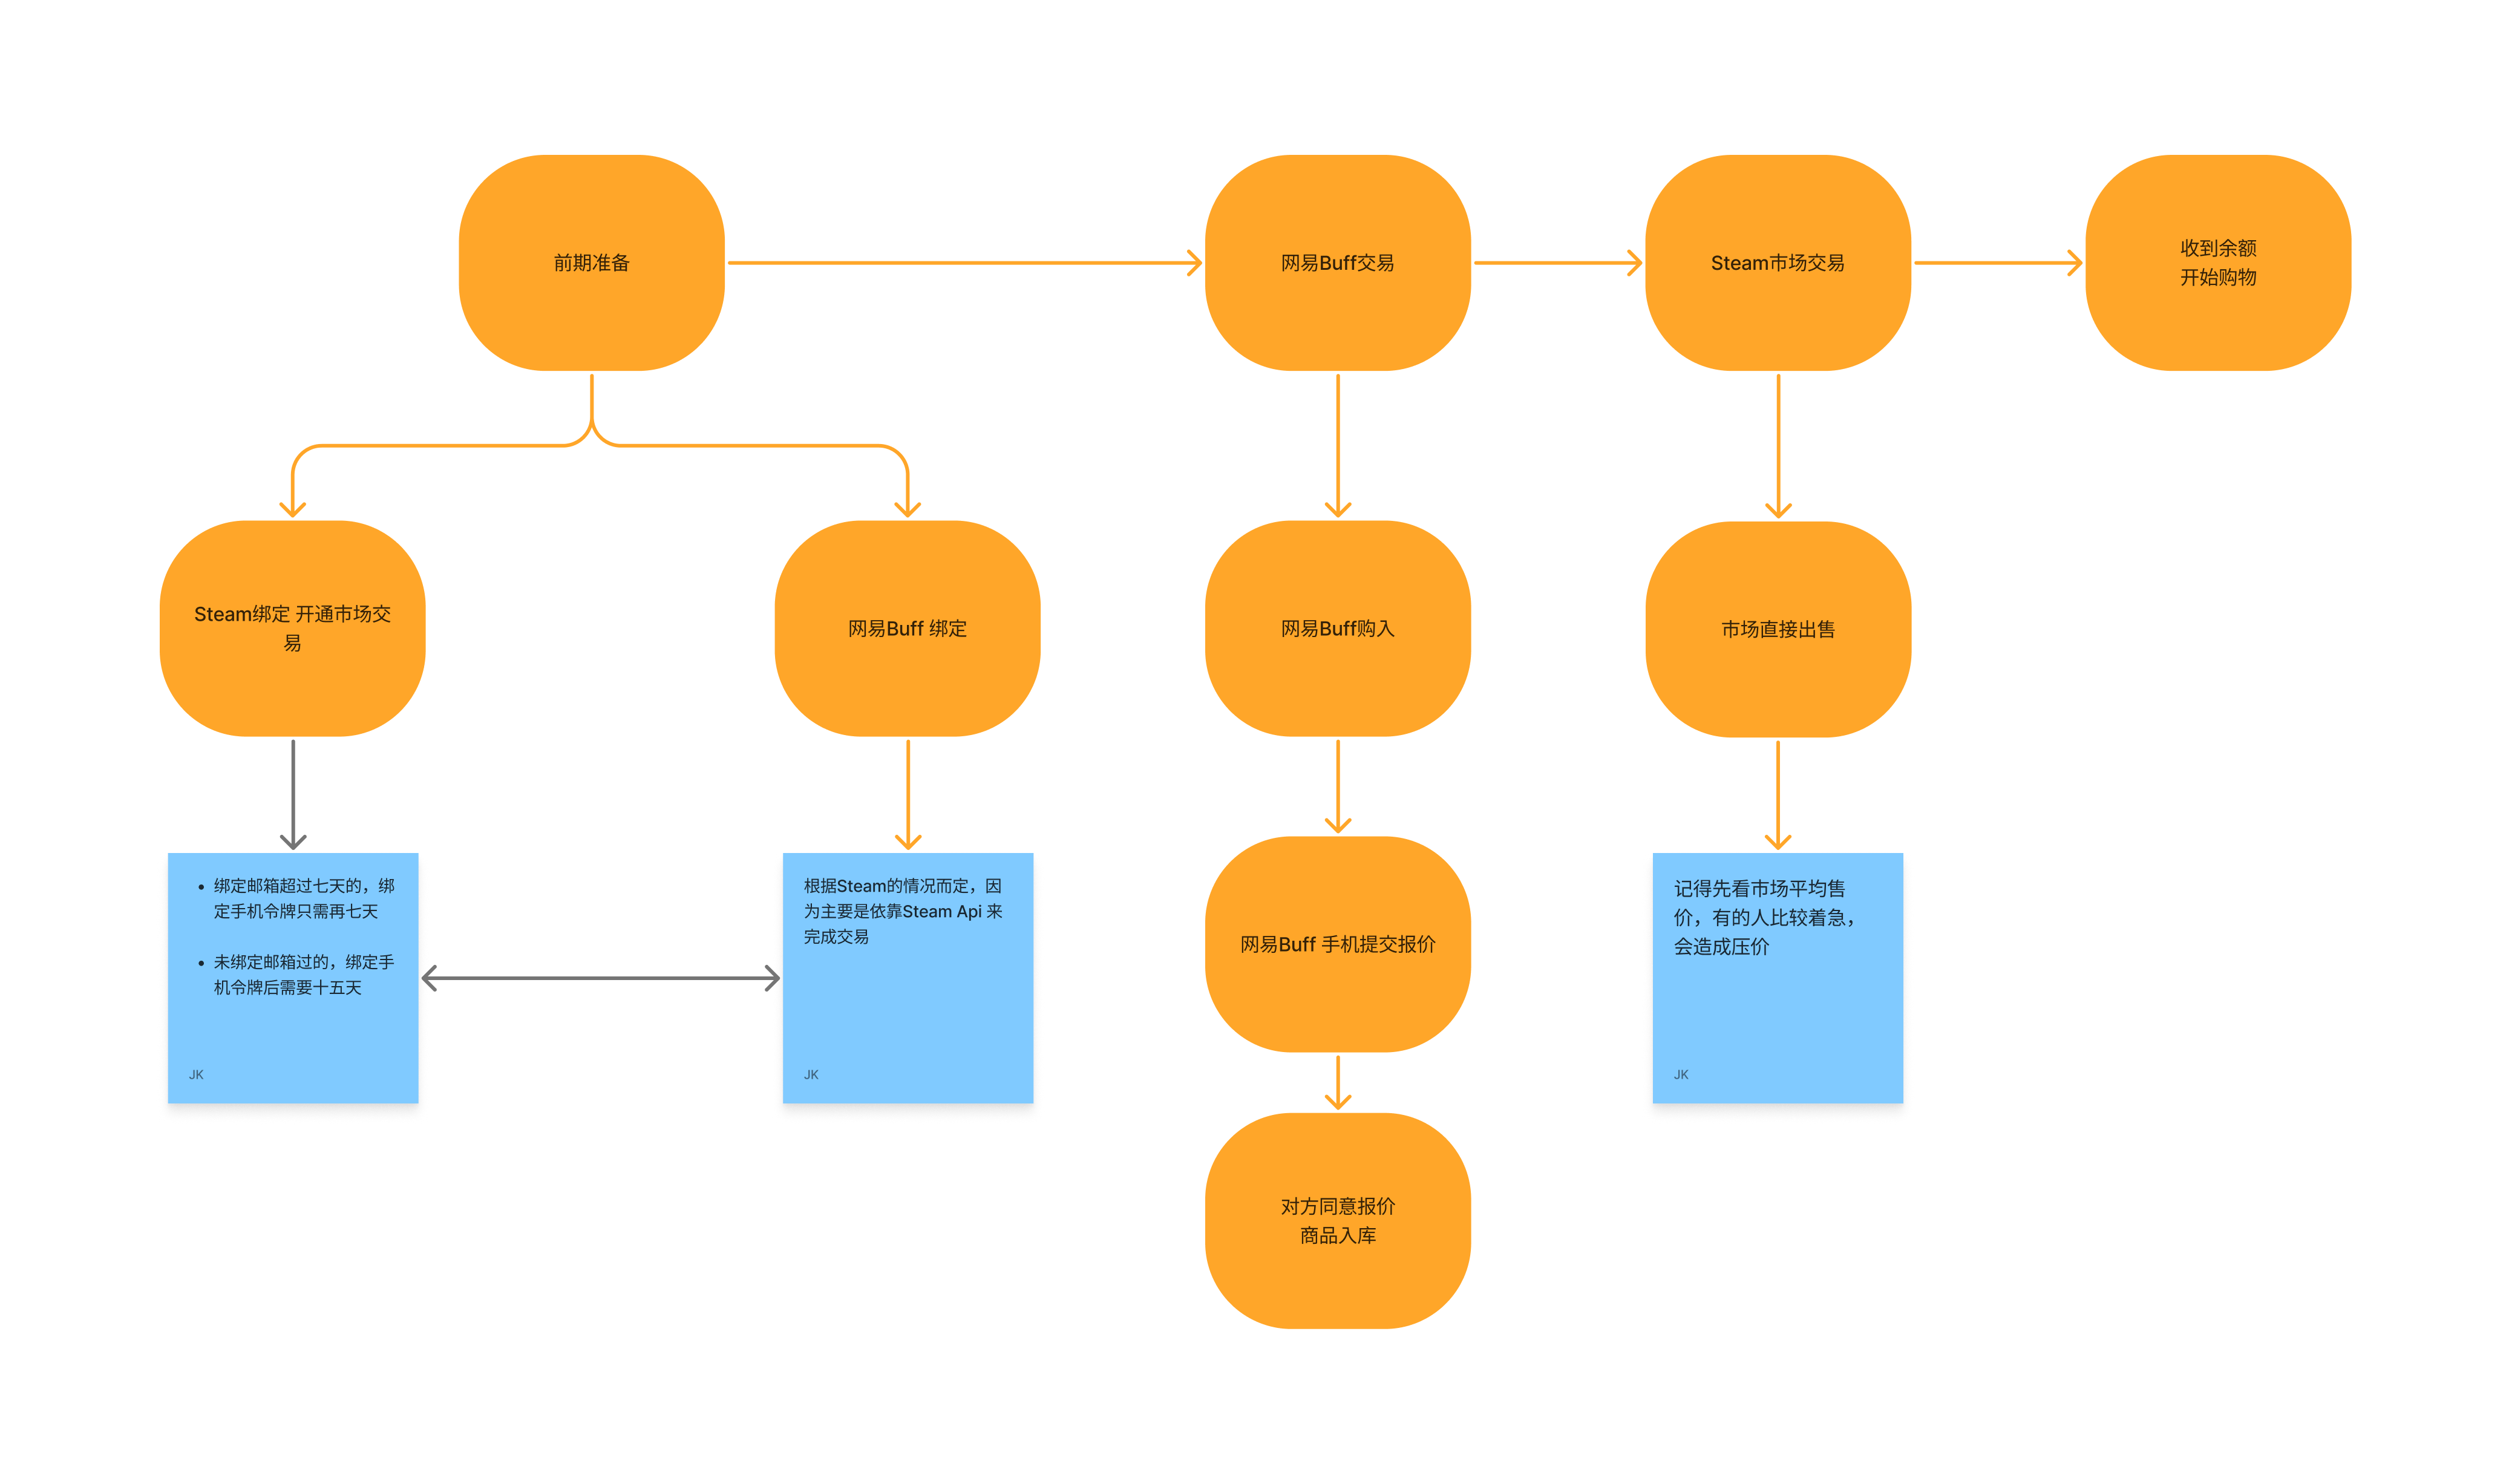 前期准备
网易Buff交易
Steam市场交易
收到余额
开始购物
Steam绑定 开通市场交
易
网易Buff 绑定
网易Buff购入
市场直接出售
• 绑定邮箱超过七天的，绑
定手机令牌只需再七天
• 未绑定邮箱过的，绑定手
机令牌后需要十五天
JK
根据Steam的情况而定，因
为主要是依靠Steam Api 来
完成交易
JK
网易Buff 手机提交报价
记得先看市场平均售
价，有的人比较着急，
会造成压价
JK
对方同意报价
商品入库